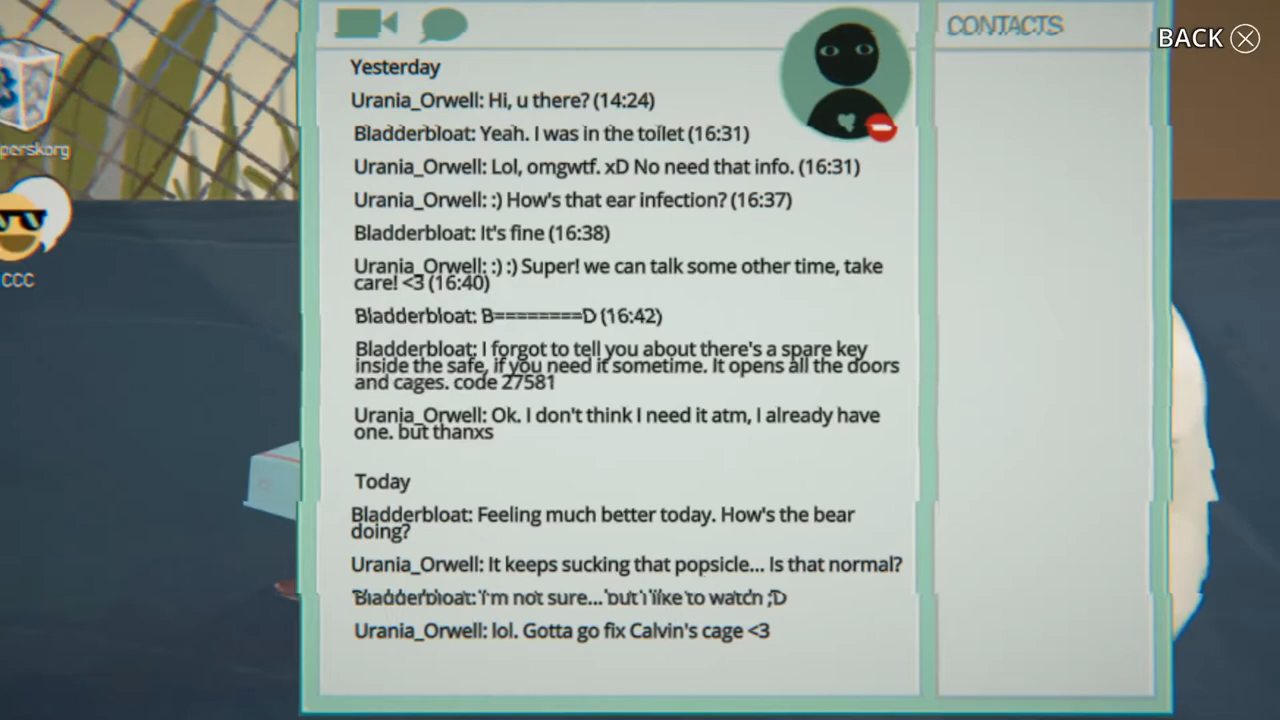 BACK
CONTACTS
Yesterday
Urania_Orwell: Hi, u there? (14:24)
Bladderbloat: Yeah. I was in the toilet (16:31)
Urania_Orwell: Lol, omgwtf. xD No need that info. (16:31)
Urania_Orwell: :) How's that ear infection? (16:37)
Bladderbloat: It's fine (16:38)
Urania_Orwell: :) :) Super! we can talk some other time, take
care! <3 (16:40)
Bladderbloat: B========D (16:42)
Bladderbloat: I forgot to tell you about there's a spare key
inside the safe, if you need it sometime. It opens all the doors
and cages. code 27581
Urania_Orwell: Ok. I don't think I need it atm, I already have
one. but thanxs
Today
Bladderbloat: Feeling much better today. How's the bear
doing?
Urania_Orwell: It keeps sucking that popsicle... Is that normal?
Bladderbloat: I'm not sure... but i like to watch ;D
Urania_Orwell: lol. Gotta go fix Calvin's cage <3
perskorg
CCC